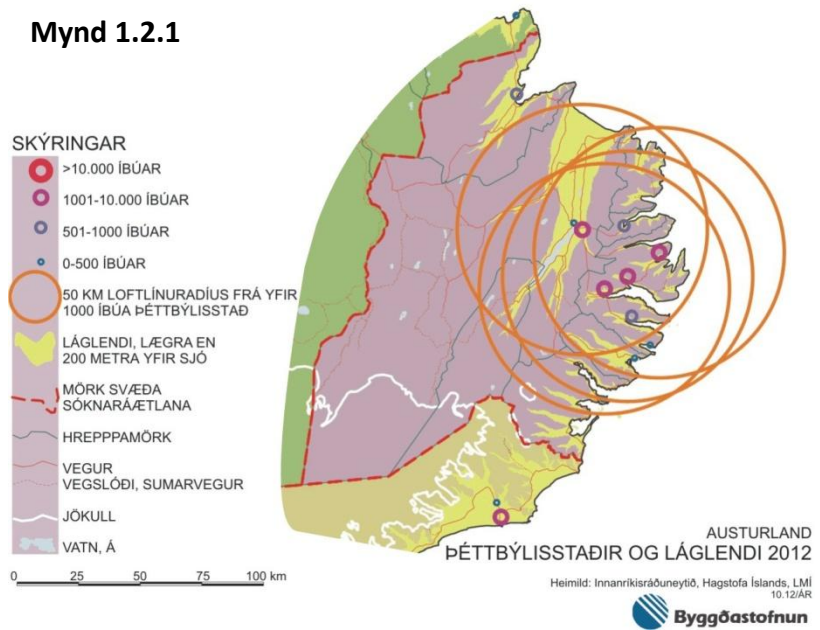 Mynd 1.2.1
SKÝRINGAR
>10.000 ÍBÚAR
1001-10.000 ÍBÚAR
501-1000 ÍBÚAR
0-500 ÍBÚAR
50 KM LOFTLÍNURADÍUS FRÁ YFIR
1000 ÍBÚA ÞÉTTBÝLISSTAÐ
LÁGLENDI, LÆGRA EN
200 METRA YFIR SJÓ
MÖRK SVÆÐA
SÓKNARÁÆTLANA
HREPPPAMÖRK
VEGUR
VEGSLÓÐI, SUMARVEGUR
JÖKULL
VATN, Á
0 25 50 75 100 km
AUSTURLAND
ÞÉTTBÝLISSTAÐIR OG LÁGLENDI 2012
Heimild: Innanríkisráðuneytið, Hagstofa Íslands, LMÍ
10.12/ÁR
Byggðastofnun